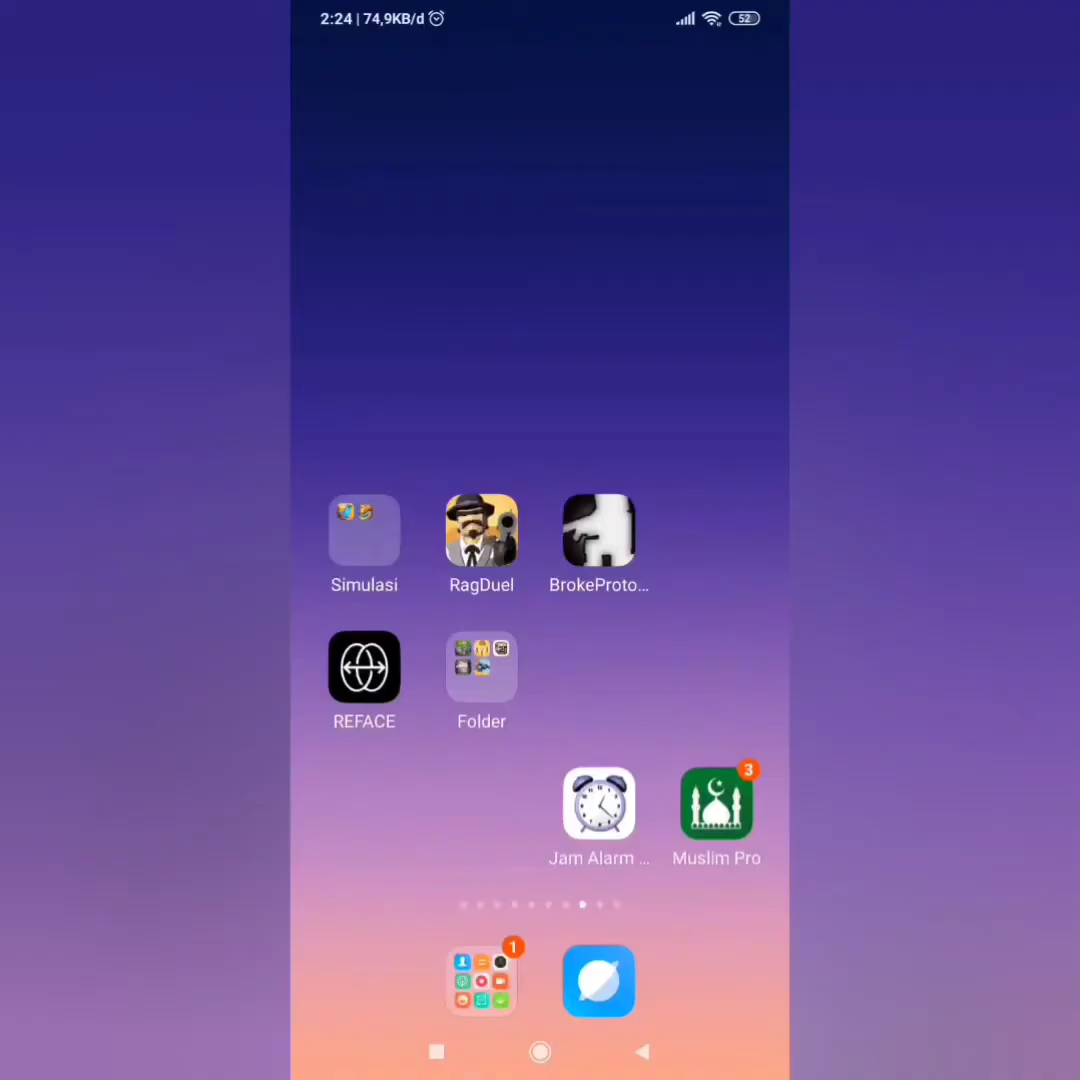 2:24 | 74,9KB/d 52
Simulasi RagDuel BrokeProto...
REFACE Folder
3
Jam Alarm ... Muslim Pro
1